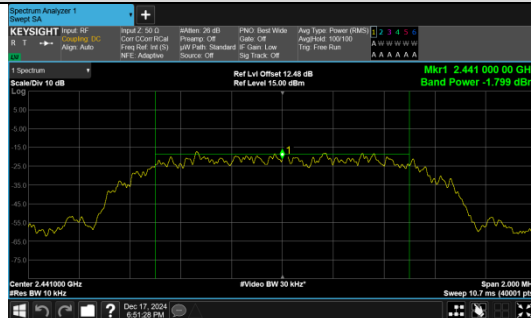 Spectrum Analyzer 1
Swept SA
KEYSIGHT Input: RF Input Z: 50 Ω #Atten: 26 dB PNO: Best Wide Avg Type: Power (RMS) 1 2 3 4 5 6
R T Coupling: DC Corr CCorr RCal Preamp: Off Gate: Off Avg|Hold: 100/100 A W W W W W
Align: Auto Freq Ref: Int (S) µW Path: Standard IF Gain: Low Trig: Free Run
NFE: Adaptive Source: Off Sig Track: Off A A A A A A
1 Spectrum
Scale/Div 10 dB
Ref Lvl Offset 12.48 dB
Ref Level 15.00 dBm
Mkr1 2.441 000 00 GHz
Band Power -1.799 dBm
Log
5.00
-5.00
-15.0
1
-25.0
-35.0
-45.0
-55.0
-65.0
-75.0
Center 2.441000 GHz #Video BW 30 kHz* Span 2.000 MHz
#Res BW 10 kHz Sweep 10.7 ms (40001 pts)
Dec 17, 2024
6:51:28 PM